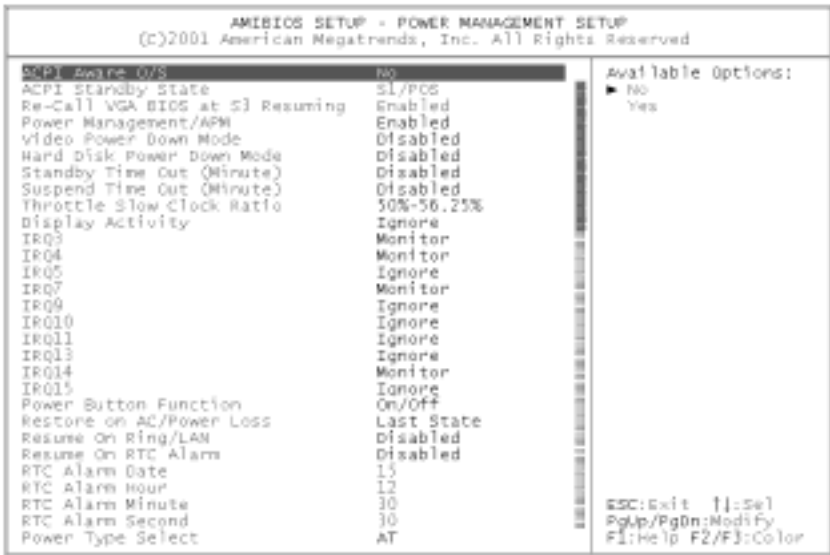 AMIBIOS SETUP - POWER MANAGEMENT SETUP
(C)2001 American Megatrends, Inc. All Rights Reserved
ACPI Aware O/S No
ACPI Standby State S1/POS
Re-Call VGA BIOS at S3 Resuming Enabled
Power Management/APM Enabled
Video Power Down Mode Disabled
Hard Disk Power Down Mode Disabled
Standby Time Out (Minute) Disabled
Suspend Time Out (Minute) Disabled
Throttle Slow Clock Ratio 50%-56.25%
Display Activity Ignore
IRQ3 Monitor
IRQ4 Monitor
IRQ5 Ignore
IRQ7 Monitor
IRQ9 Ignore
IRQ10 Ignore
IRQ11 Ignore
IRQ13 Ignore
IRQ14 Monitor
IRQ15 Ignore
Power Button Function On/Off
Restore on AC/Power Loss Last State
Resume On Ring/LAN Disabled
Resume On RTC Alarm Disabled
RTC Alarm Date 15
RTC Alarm Hour 12
RTC Alarm Minute 30
RTC Alarm Second 30
Power Type Select AT
Available Options:
► No
Yes
ESC:Exit ↑↓:Sel
PgUp/PgDn:Modify
F1:Help F2/F3:Color